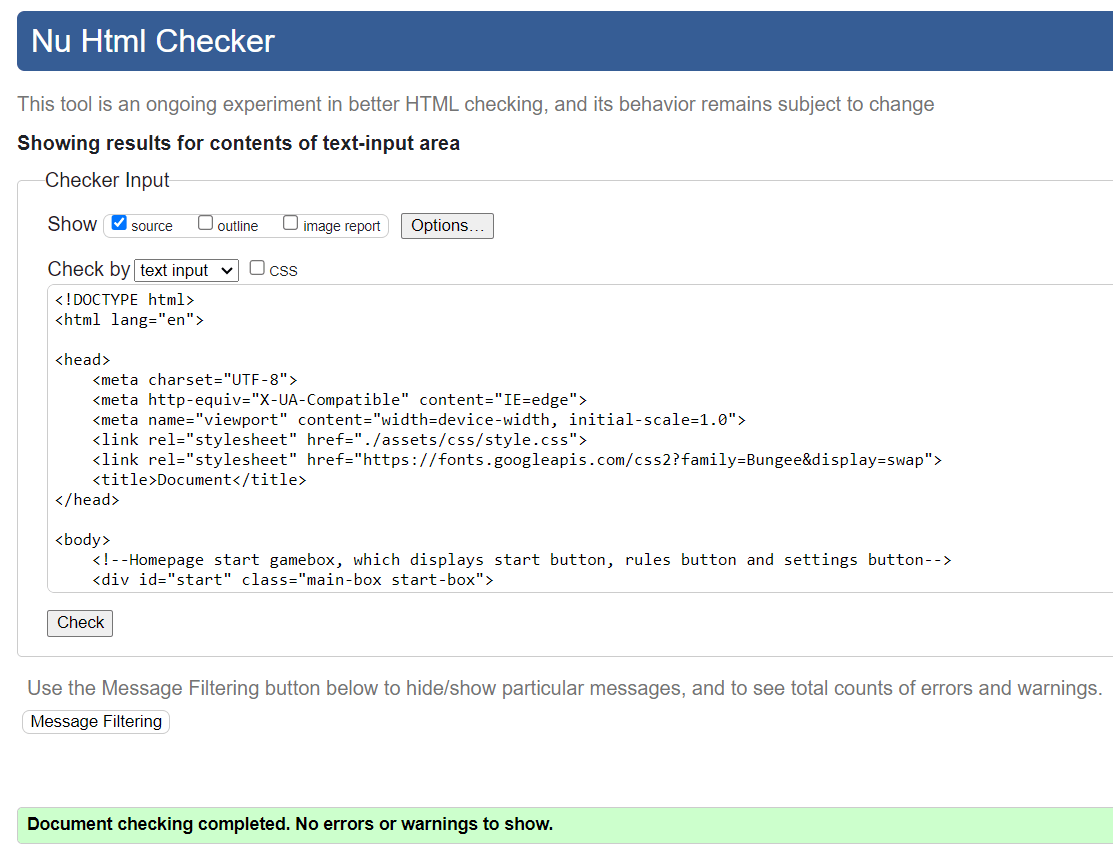 Nu Html Checker
This tool is an ongoing experiment in better HTML checking, and its behavior remains subject to change
Showing results for contents of text-input area
Checker Input
Show source outline image report Options...
Check by text input CSS
<!DOCTYPE html>
<html lang="en">
<head>
    <meta charset="UTF-8">
    <meta http-equiv="X-UA-Compatible" content="IE=edge">
    <meta name="viewport" content="width=device-width, initial-scale=1.0">
    <link rel="stylesheet" href="./assets/css/style.css">
    <link rel="stylesheet" href="https://fonts.googleapis.com/css2?family=Bungee&display=swap">
    <title>Document</title>
</head>
<body>
    <!--Homepage start gamebox, which displays start button, rules button and settings button-->
    <div id="start" class="main-box start-box">
Check
Use the Message Filtering button below to hide/show particular messages, and to see total counts of errors and warnings.
Message Filtering
Document checking completed. No errors or warnings to show.